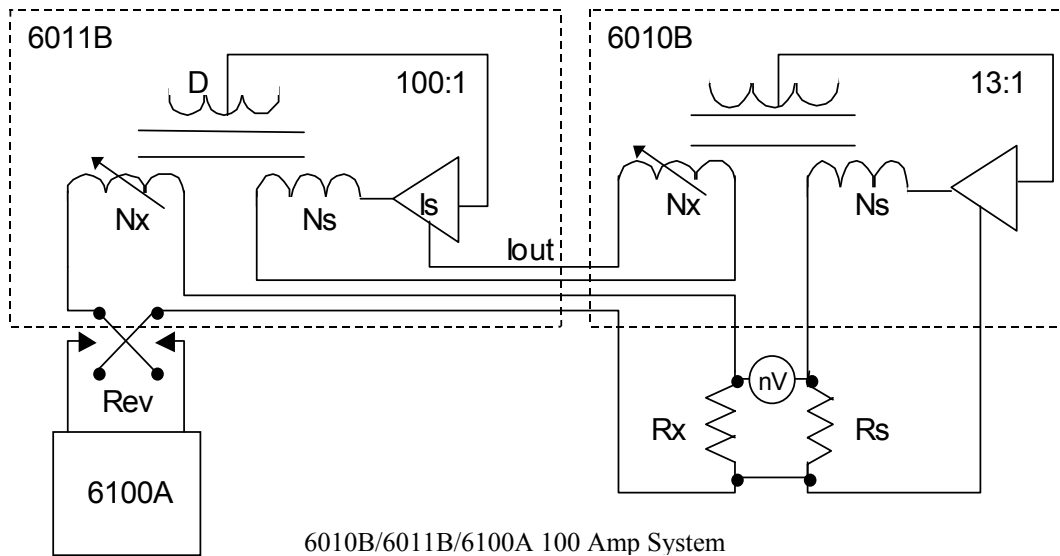 6011B
6010B
D
100:1
13:1
Nx
Ns
Is
Nx
Ns
Iout
Rev
nV
Rx
Rs
6100A
6010B/6011B/6100A 100 Amp System